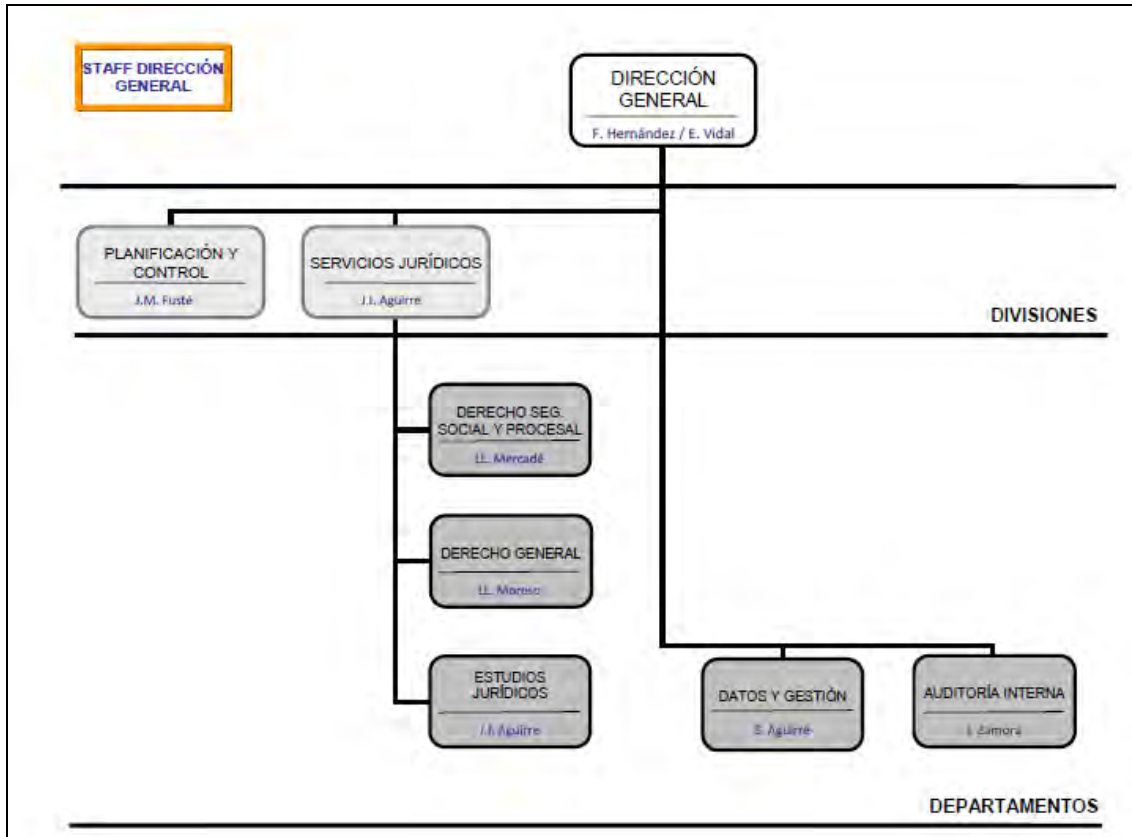 STAFF DIRECCIÓN
GENERAL
DIRECCIÓN
GENERAL
F. Hernández / E. Vidal
PLANIFICACIÓN Y
CONTROL
J.M. Fusté
SERVICIOS JURÍDICOS
J.I. Aguirre
DIVISIONES
DERECHO SEG.
SOCIAL Y PROCESAL
LL. Mercadé
DERECHO GENERAL
LL. Moreso
ESTUDIOS
JURÍDICOS
J.I. Aguirre
DATOS Y GESTIÓN
S. Aguirre
AUDITORÍA INTERNA
Zamora
DEPARTAMENTOS